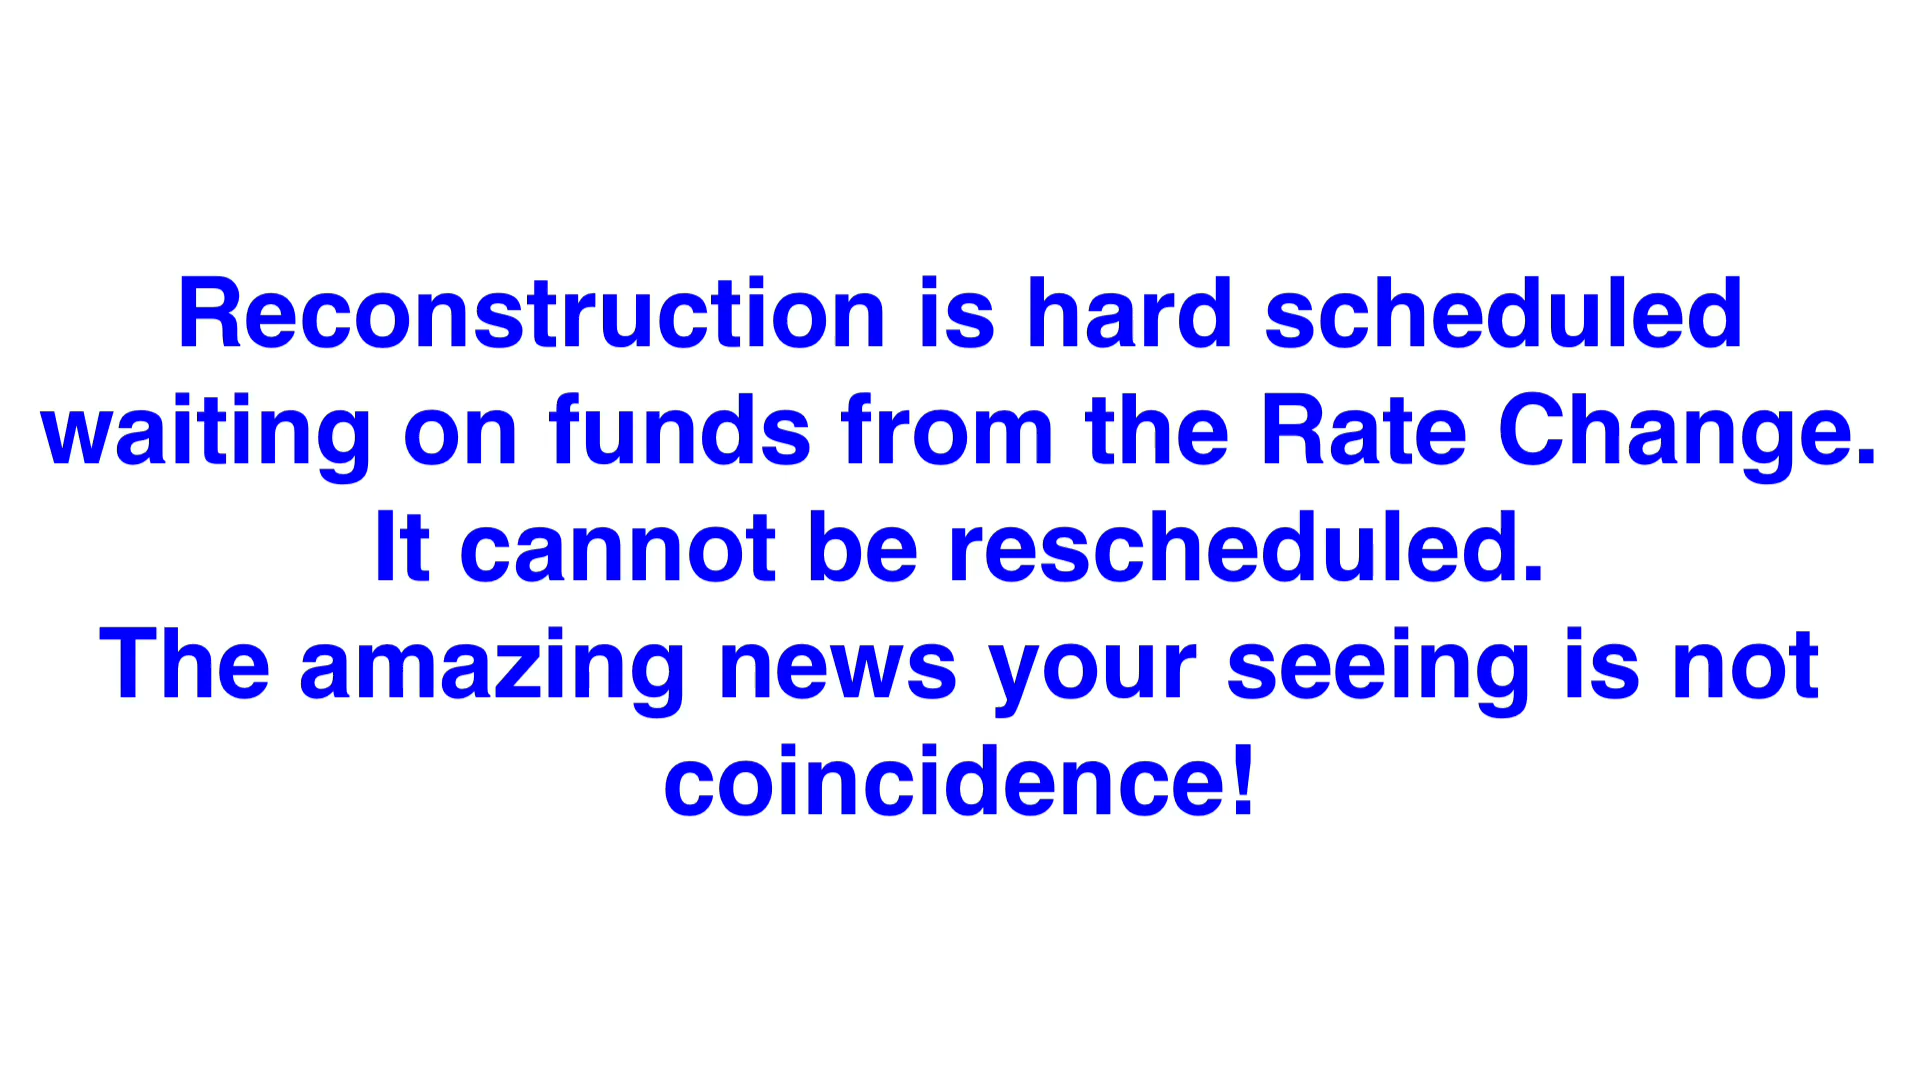 Reconstruction is hard scheduled
waiting on funds from the Rate Change.
It cannot be rescheduled.
The amazing news your seeing is not
coincidence!